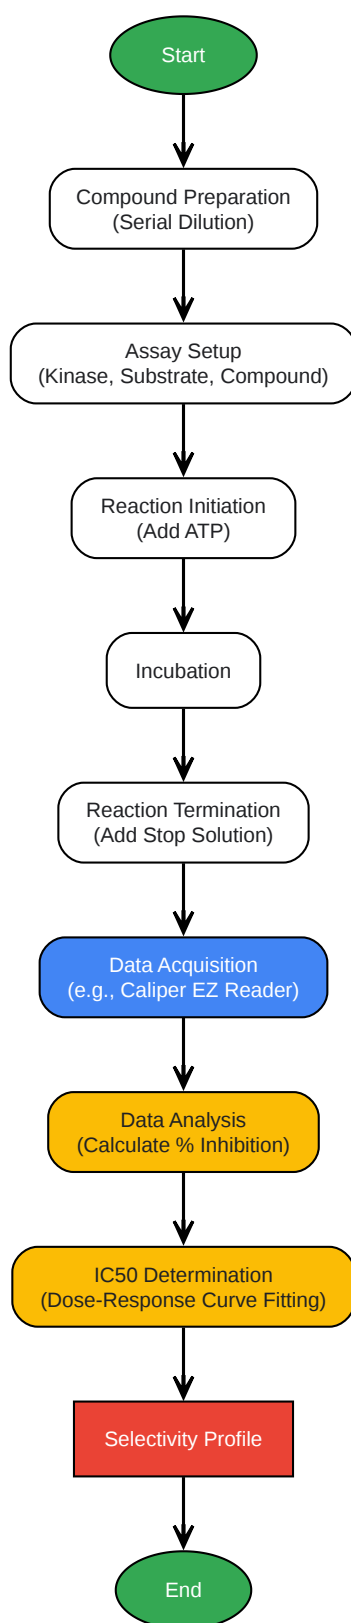 Start
Compound Preparation
(Serial Dilution)
Assay Setup
(Kinase, Substrate, Compound)
Reaction Initiation
(Add ATP)
Incubation
Reaction Termination
(Add Stop Solution)
Data Acquisition
(e.g., Caliper EZ Reader)
Data Analysis
(Calculate % Inhibition)
IC50 Determination
(Dose-Response Curve Fitting)
Selectivity Profile
End